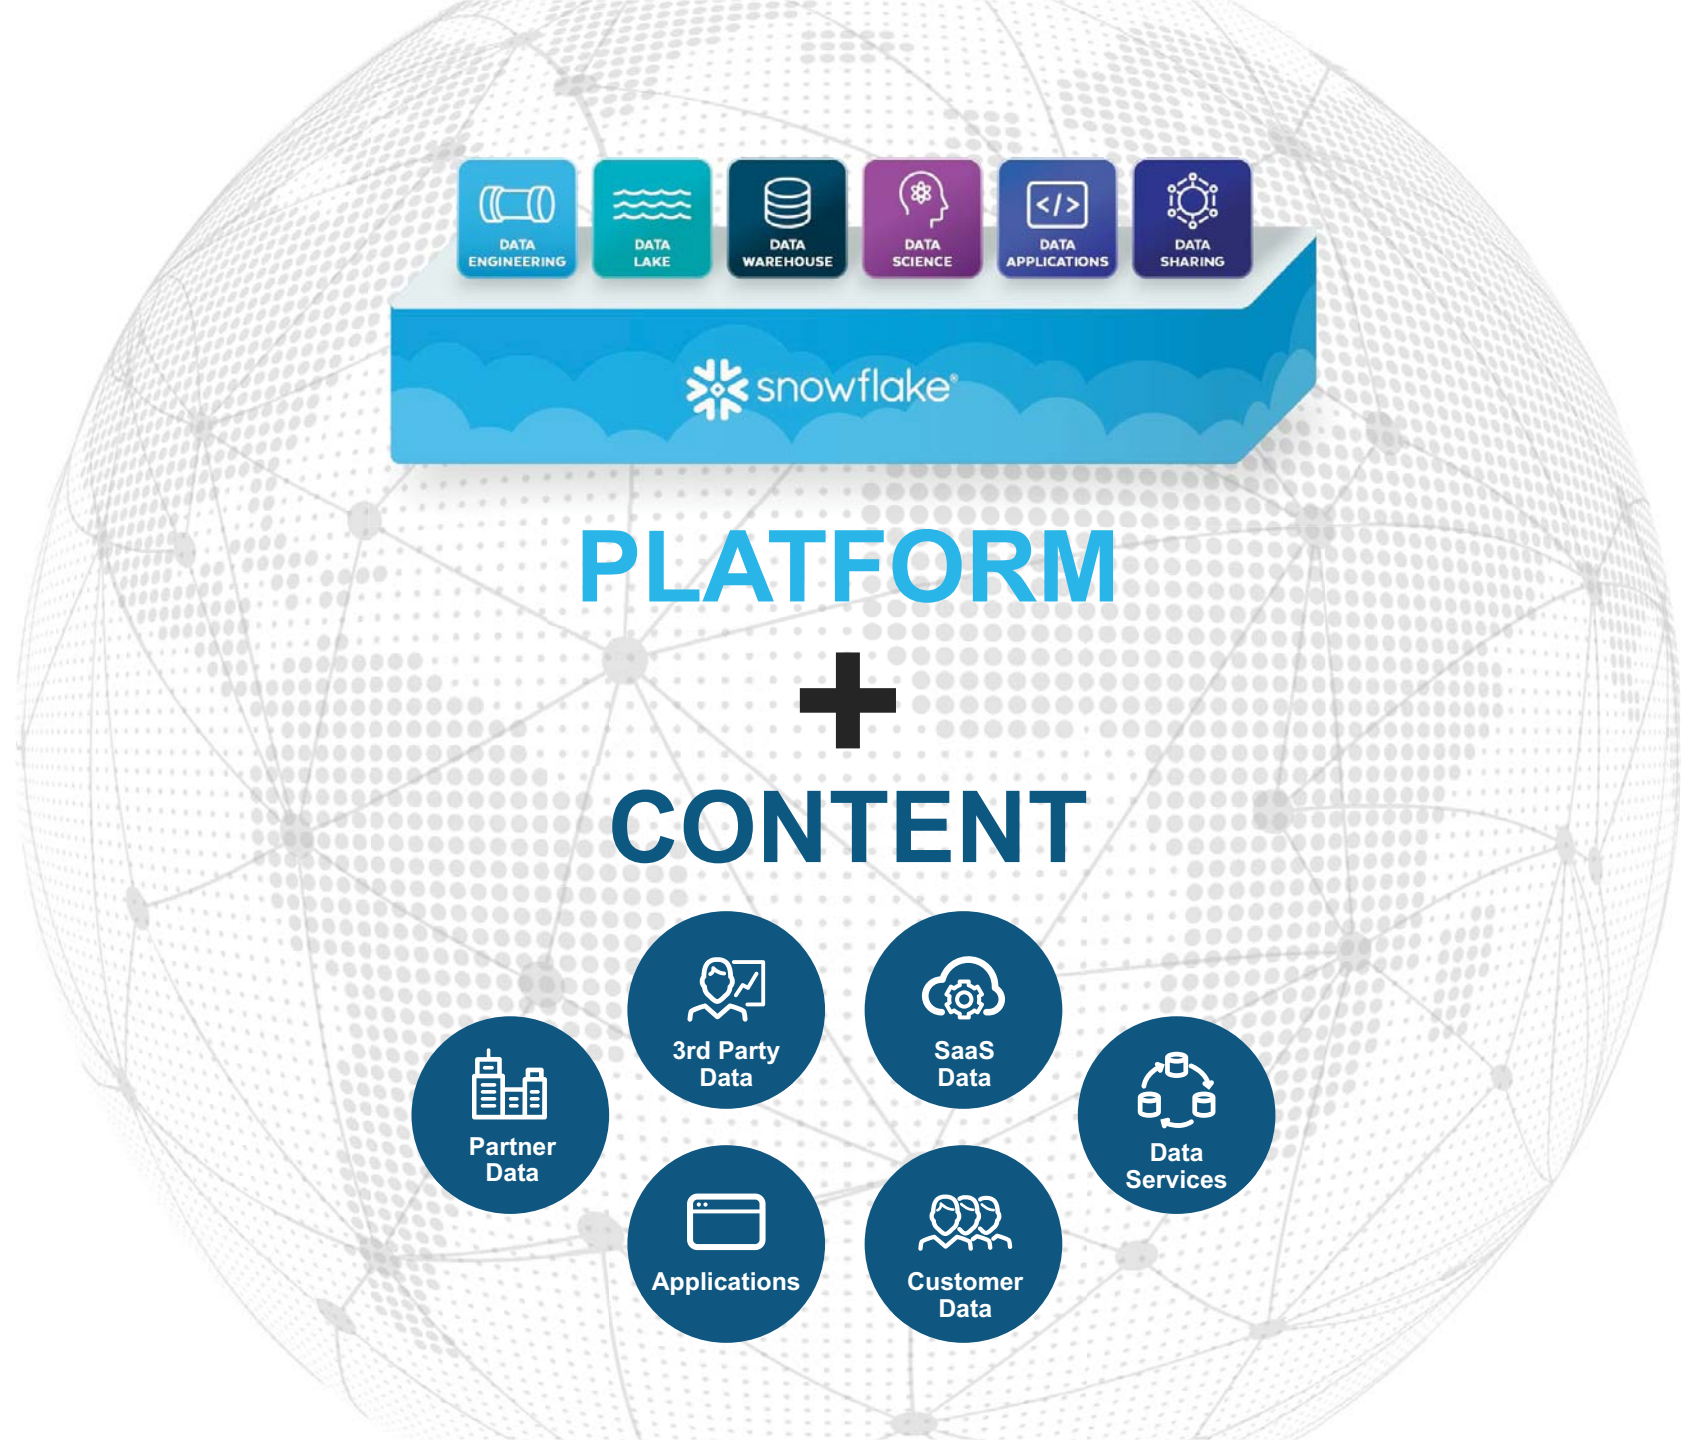 DATA
ENGINEERING
DATA
LAKE
DATA
WAREHOUSE
DATA
SCIENCE
</>
DATA
APPLICATIONS
DATA
SHARING
snowflake®
PLATFORM
+
CONTENT
3rd Party
Data
SaaS
Data
Partner
Data
Data
Services
Applications
Customer
Data